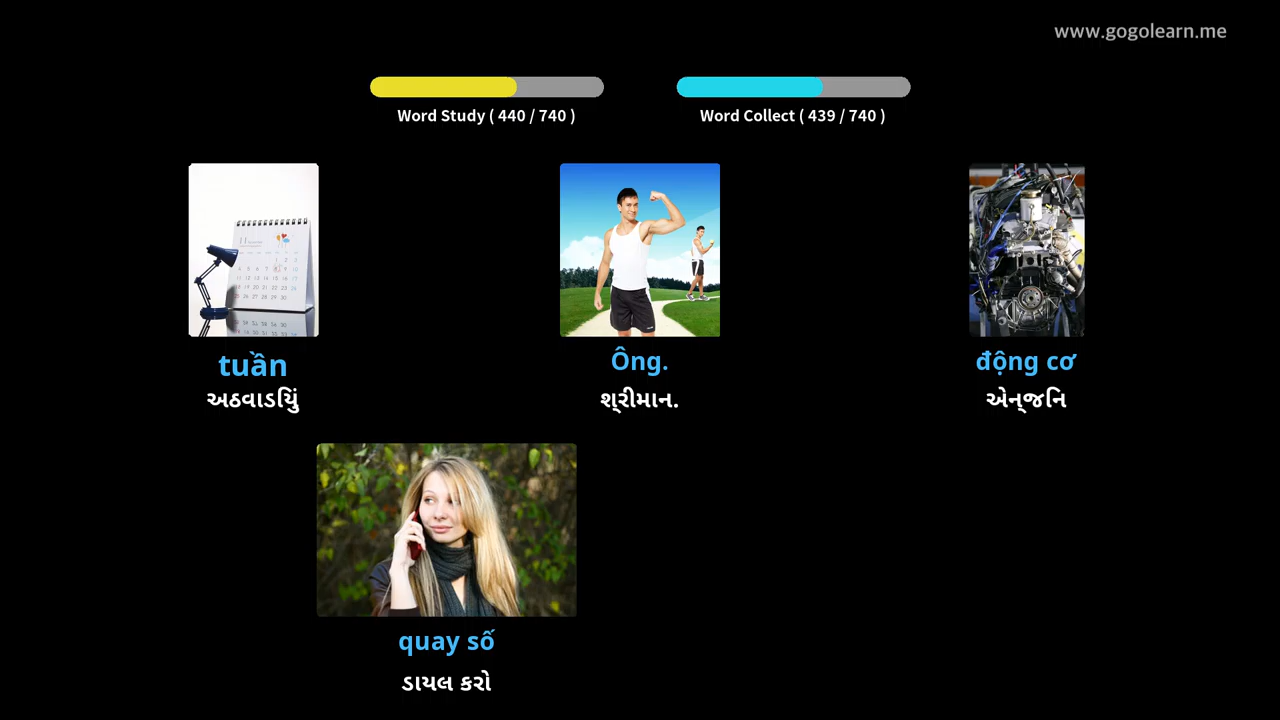 www.gogolearn.me
Word Study ( 440 / 740 )
Word Collect ( 439 / 740 )
tuần
Ông.
động cơ
અઠવાડિયું
શ્રીમાન.
એન્જિન
quay số
ડાયલ કરો